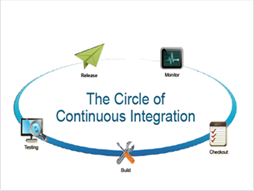 Release
Monitor
The Circle of
Continuous Integration
Testing
Checkout
Build